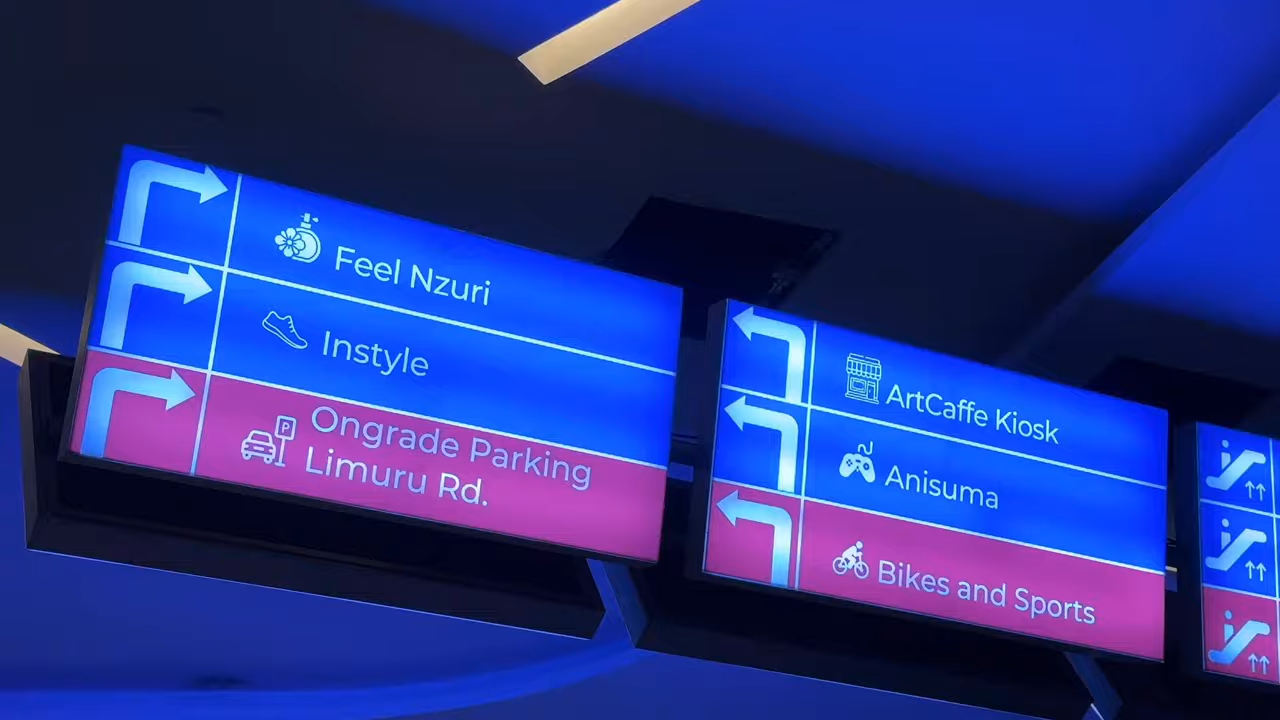 Feel Nzuri
Instyle
P
Ongrade Parking
Limuru Rd.
ArtCaffe Kiosk
Anisuma
Bikes and Sports